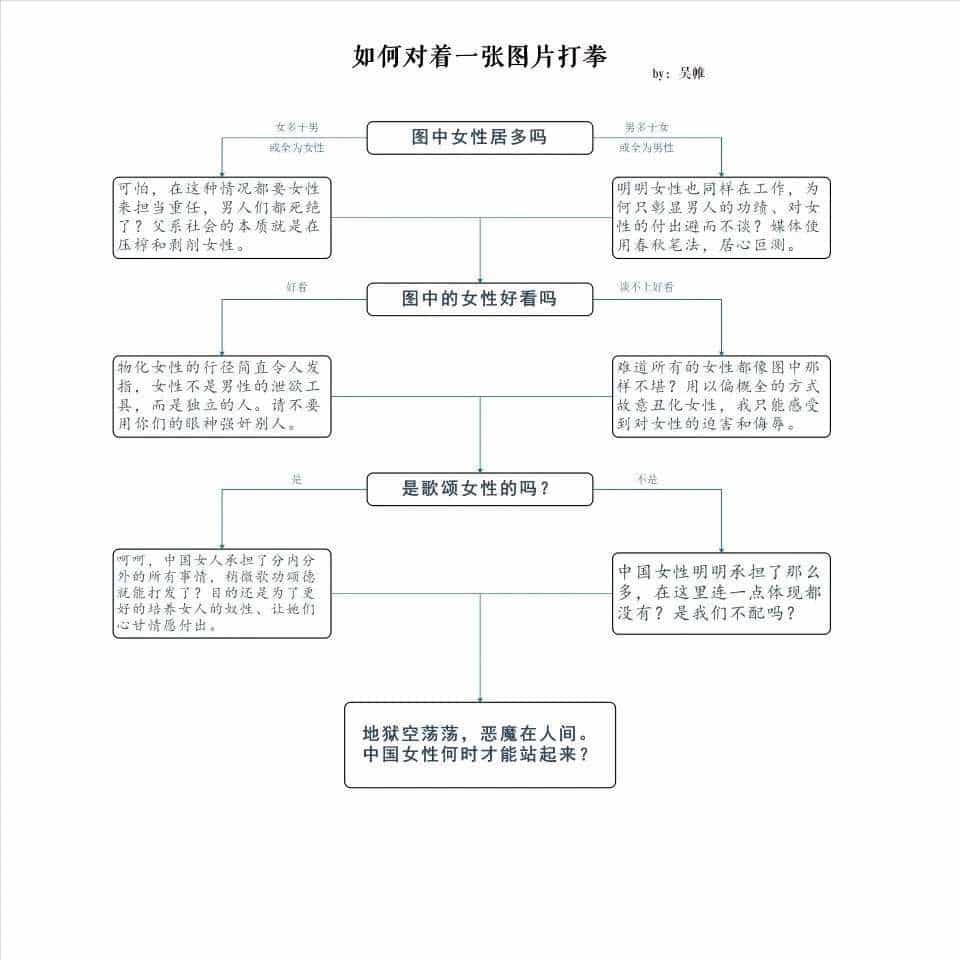 如何对着一张图片打拳
by: 吴帷
女多于男
或全为女性
图中女性居多吗
男多于女
或全为男性
可怕，在这种情况都要女性
来担当重任，男人们都死绝
了？父系社会的本质就是在
压榨和剥削女性。
明明女性也同样在工作，为
何只彰显男人的功绩、对女
性的付出避而不谈？媒体使
用春秋笔法，居心叵测。
好看
图中的女性好看吗
谈不上好看
物化女性的行径简直令人发
指，女性不是男性的泄欲工
具，而是独立的人。请不要
用你们的眼神强奸别人。
难道所有的女性都像图中那
样不堪？用以偏概全的方式
故意丑化女性，我只能感受
到对女性的迫害和侮辱。
是
是歌颂女性的吗？
不是
呵呵，中国女人承担了分内分
外的所有事情，稍微歌功颂德
就能打发了？目的还是为了更
好的培养女人的奴性、让她们
心甘情愿付出。
中国女性明明承担了那么
多，在这里连一点体现都
没有？是我们不配吗？
地狱空荡荡，恶魔在人间。
中国女性何时才能站起来？